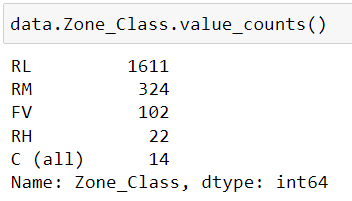 data.Zone_Class.value_counts()
RL 1611
RM 324
FV 102
RH 22
C (all) 14
Name: Zone_Class, dtype: int64